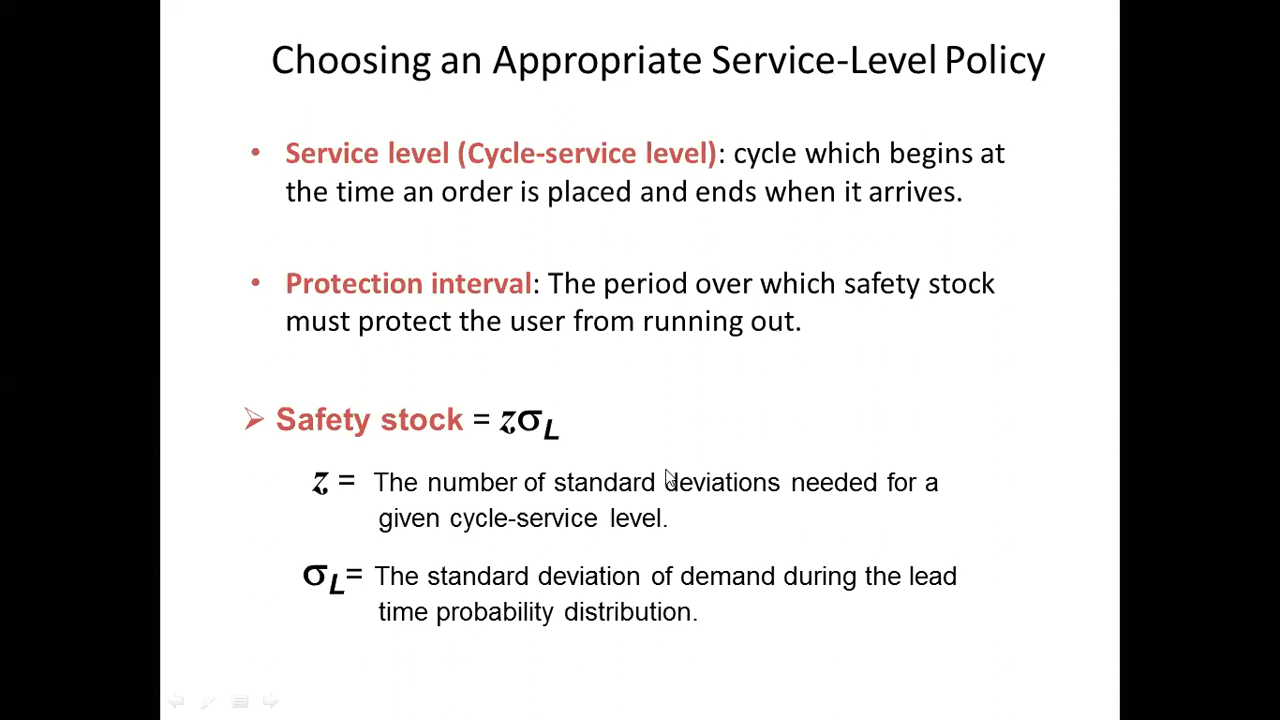 Choosing an Appropriate Service-Level Policy
• Service level (Cycle-service level): cycle which begins at
the time an order is placed and ends when it arrives.
• Protection interval: The period over which safety stock
must protect the user from running out.
➢ Safety stock = zσL
z = The number of standard deviations needed for a
given cycle-service level.
σL= The standard deviation of demand during the lead
time probability distribution.